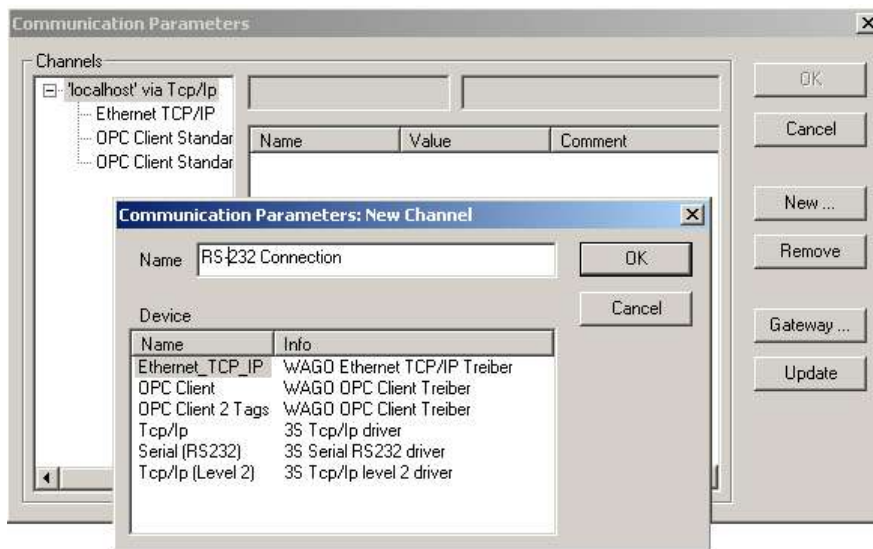 Communication Parameters
Channels
'localhost' via Tcp/Ip
Ethernet TCP/IP
OPC Client Standar
OPC Client Standar
Name Value Comment
OK
Cancel
New ...
Remove
Gateway ...
Update
Communication Parameters: New Channel
Name RS-232 Connection
OK
Cancel
Device
Name Info
Ethernet_TCP_IP WAGO Ethernet TCP/IP Treiber
OPC Client WAGO OPC Client Treiber
OPC Client 2 Tags WAGO OPC Client Treiber
Tcp/Ip 3S Tcp/Ip driver
Serial (RS232) 3S Serial RS232 driver
Tcp/Ip (Level 2) 3S Tcp/Ip level 2 driver